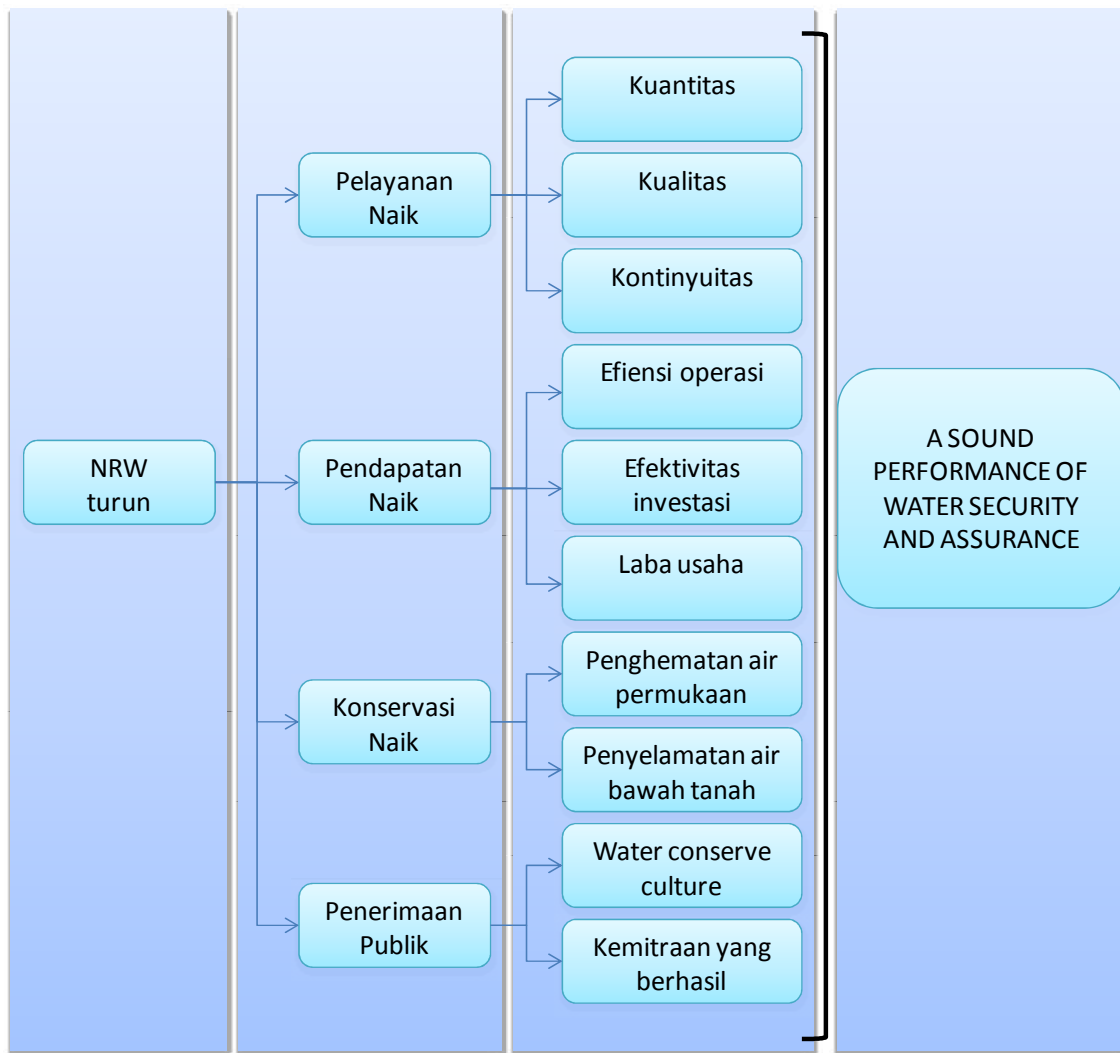 NRW
turun
Pelayanan
Naik
Pendapatan
Naik
Konservasi
Naik
Penerimaan
Publik
Kuantitas
Kualitas
Kontinyuitas
Efiensi operasi
Efektivitas
investasi
Laba usaha
Penghematan air
permukaan
Penyelamatan air
bawah tanah
Water conserve
culture
Kemitraan yang
berhasil
A SOUND
PERFORMANCE OF
WATER SECURITY
AND ASSURANCE